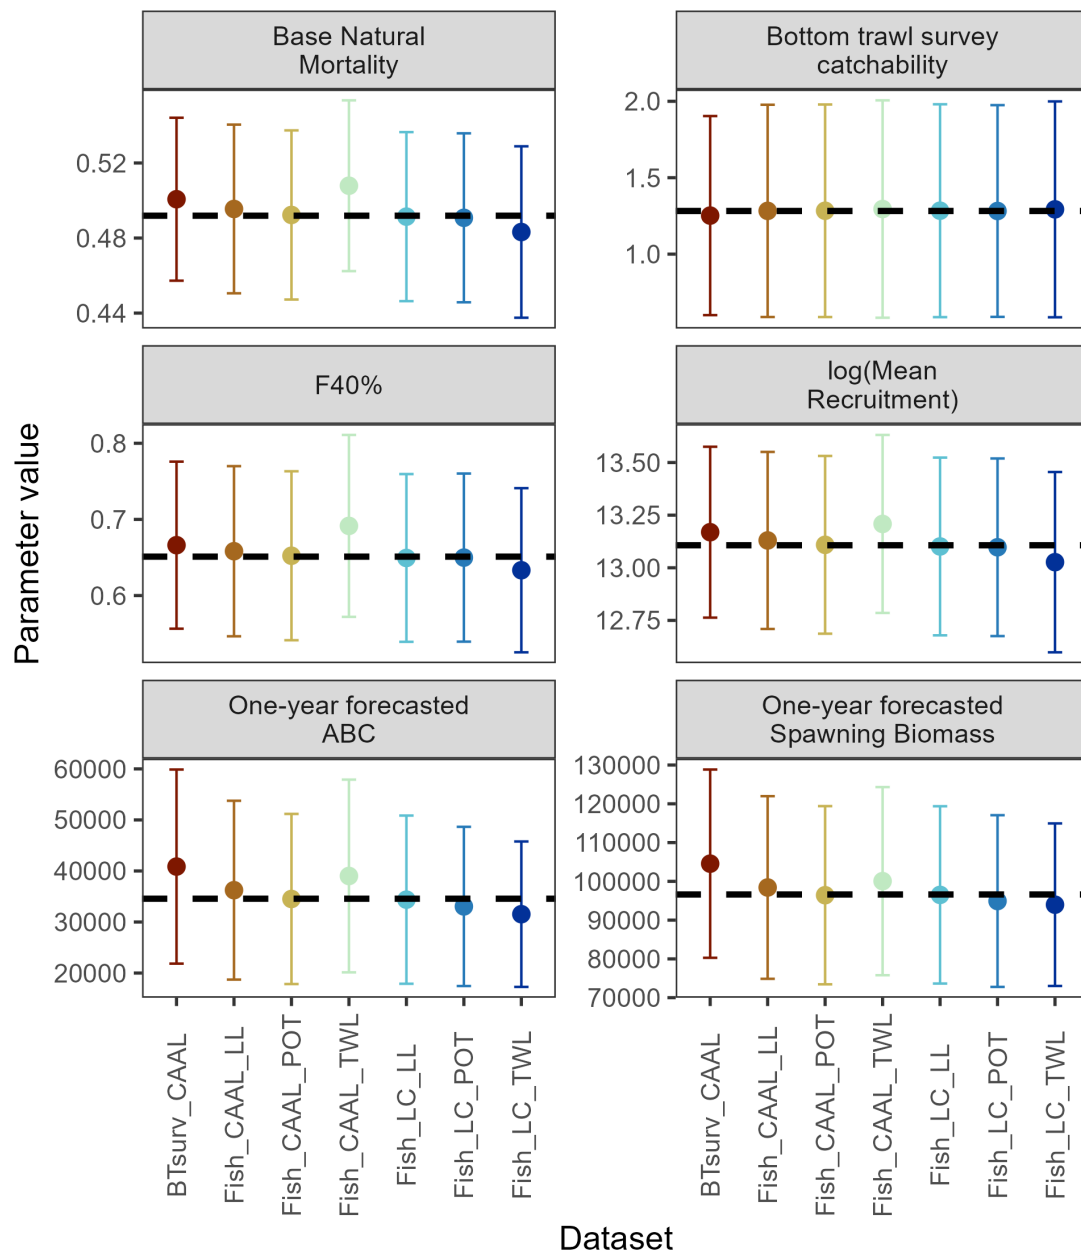 Base Natural
Mortality
Bottom trawl survey
catchability
0.52
0.48
0.44
2.0
1.5
1.0
F40%
log(Mean
Recruitment)
0.8
0.7
0.6
13.50
13.25
13.00
12.75
Parameter value
One-year forecasted
ABC
One-year forecasted
Spawning Biomass
60000
50000
40000
30000
20000
130000
120000
110000
100000
90000
80000
70000
BTsurv_CAAL
Fish_CAAL_LL
Fish_CAAL_POT
Fish_CAAL_TWL
Fish_LC_LL
Fish_LC_POT
Fish_LC_TWL
BTsurv_CAAL
Fish_CAAL_LL
Fish_CAAL_POT
Fish_CAAL_TWL
Fish_LC_LL
Fish_LC_POT
Fish_LC_TWL
Dataset